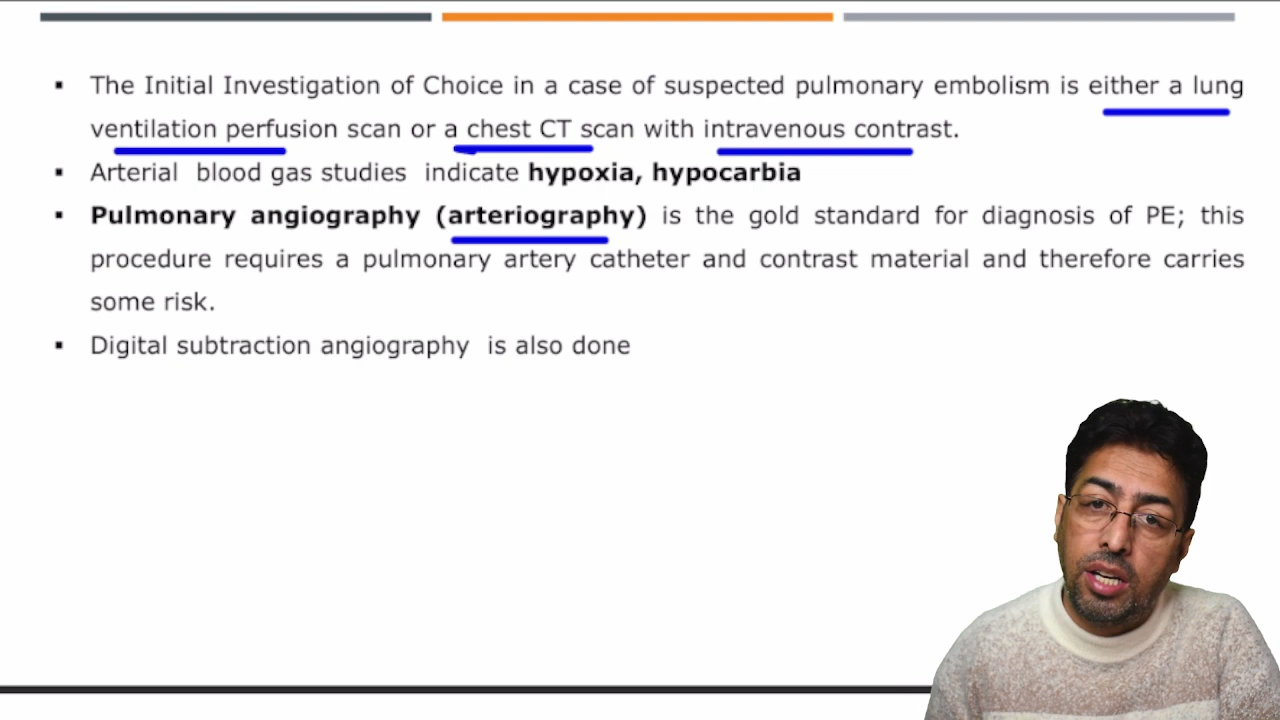 ▪ The Initial Investigation of Choice in a case of suspected pulmonary embolism is either a lung
ventilation perfusion scan or a chest CT scan with intravenous contrast.
▪ Arterial blood gas studies indicate hypoxia, hypocarbia
▪ Pulmonary angiography (arteriography) is the gold standard for diagnosis of PE; this
procedure requires a pulmonary artery catheter and contrast material and therefore carries
some risk.
▪ Digital subtraction angiography is also done